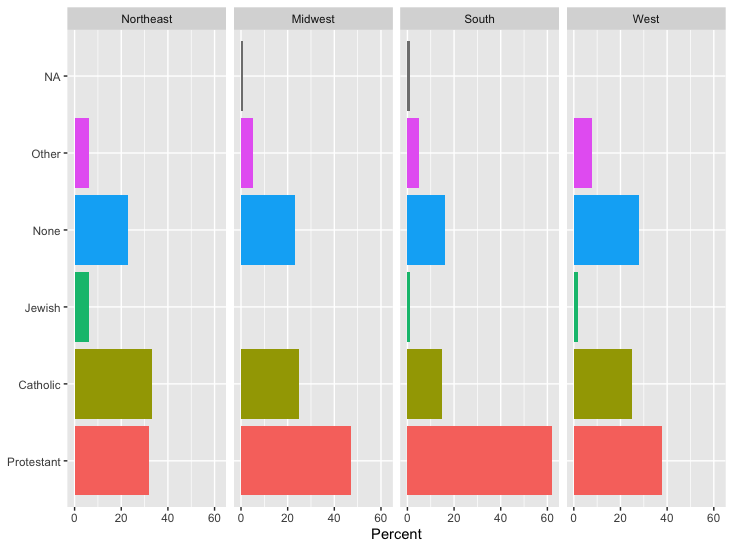 Northeast Midwest South West
NA
Other
None
Jewish
Catholic
Protestant
0 20 40 60 0 20 40 60 0 20 40 60 0 20 40 60
Percent